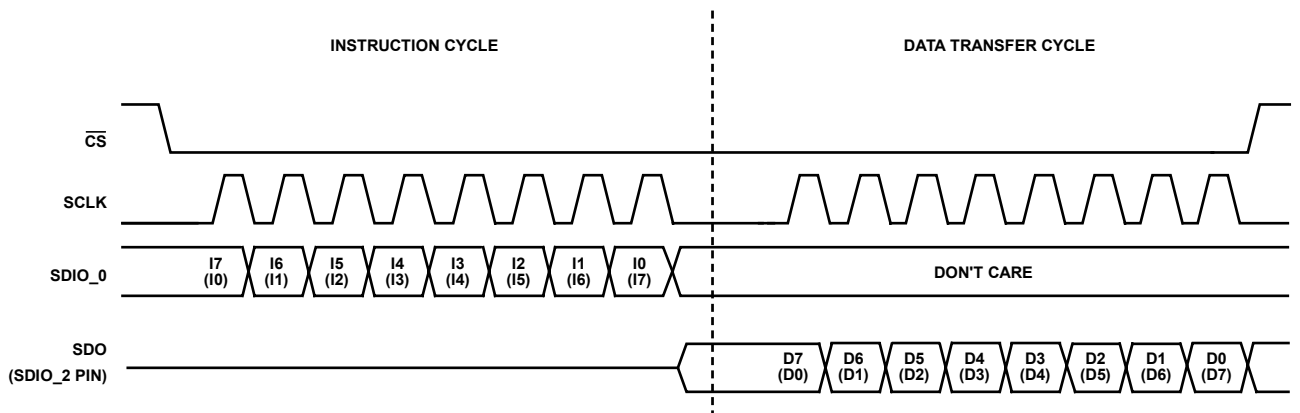 INSTRUCTION CYCLE DATA TRANSFER CYCLE
CS
SCLK
I7 I6 I5 I4 I3 I2 I1 I0
SDIO_0 DON'T CARE
(I0) (I1) (I2) (I3) (I4) (I5) (I6) (I7)
SDO D7 D6 D5 D4 D3 D2 D1 D0
(SDIO_2 PIN) (D0) (D1) (D2) (D3) (D4) (D5) (D6) (D7)